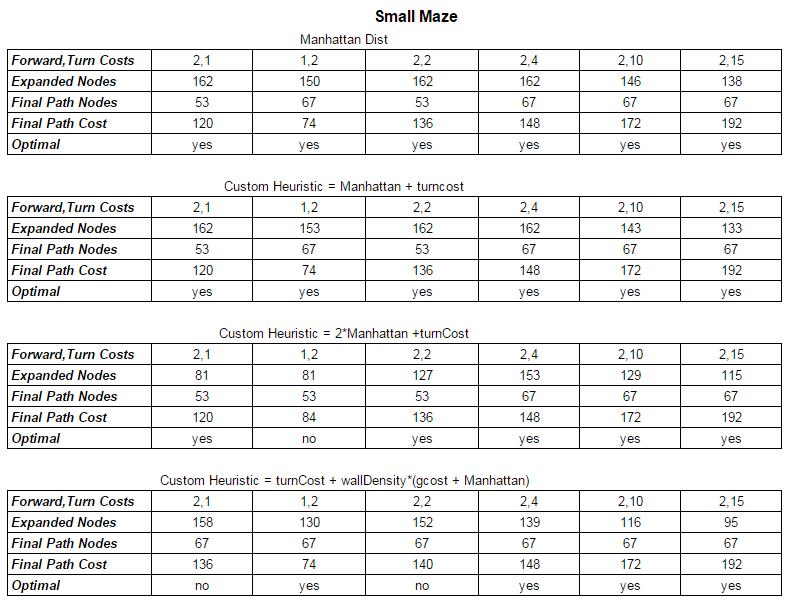 Small Maze
Manhattan Dist
Forward,Turn Costs 2,1 1,2 2,2 2,4 2,10 2,15
Expanded Nodes 162 150 162 162 146 138
Final Path Nodes 53 67 53 67 67 67
Final Path Cost 120 74 136 148 172 192
Optimal yes yes yes yes yes yes
Custom Heuristic = Manhattan + turncost
Forward,Turn Costs 2,1 1,2 2,2 2,4 2,10 2,15
Expanded Nodes 162 153 162 162 143 133
Final Path Nodes 53 67 53 67 67 67
Final Path Cost 120 74 136 148 172 192
Optimal yes yes yes yes yes yes
Custom Heuristic = 2*Manhattan +turnCost
Forward,Turn Costs 2,1 1,2 2,2 2,4 2,10 2,15
Expanded Nodes 81 81 127 153 129 115
Final Path Nodes 53 53 53 67 67 67
Final Path Cost 120 84 136 148 172 192
Optimal yes no yes yes yes yes
Custom Heuristic = turnCost + wallDensity*(gcost + Manhattan)
Forward,Turn Costs 2,1 1,2 2,2 2,4 2,10 2,15
Expanded Nodes 158 130 152 139 116 95
Final Path Nodes 67 67 67 67 67 67
Final Path Cost 136 74 140 148 172 192
Optimal no yes no yes yes yes